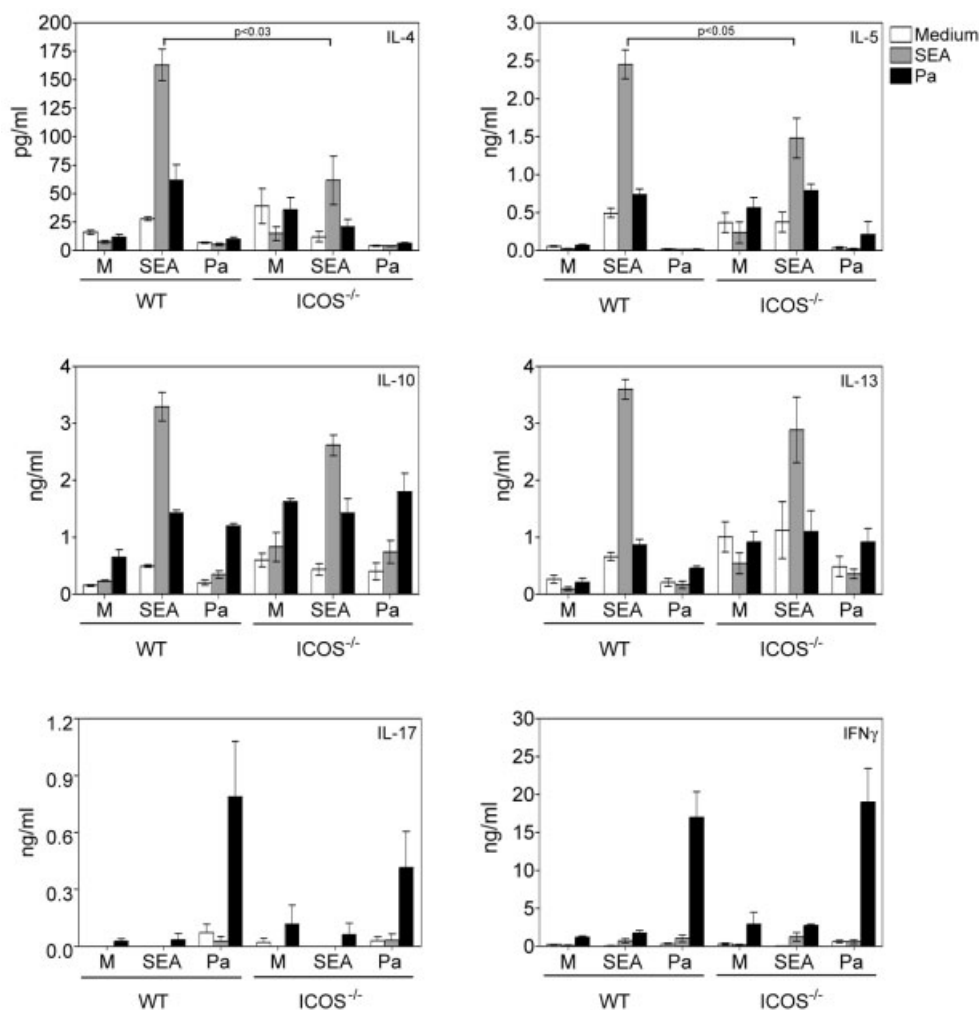 200
175
150
125
100
75
50
25
0
pg/ml
p<0.03
IL-4
M SEA Pa M SEA Pa
WT ICOS-/-
3.0
2.5
2.0
1.5
1.0
0.5
0.0
ng/ml
p<0.05
IL-5
M SEA Pa M SEA Pa
WT ICOS-/-
Medium
SEA
Pa
4
3
2
1
0
ng/ml
IL-10
M SEA Pa M SEA Pa
WT ICOS-/-
4
3
2
1
0
ng/ml
IL-13
M SEA Pa M SEA Pa
WT ICOS-/-
1.2
0.9
0.6
0.3
0.0
ng/ml
IL-17
M SEA Pa M SEA Pa
WT ICOS-/-
30
25
20
15
10
5
0
ng/ml
IFNγ
M SEA Pa M SEA Pa
WT ICOS-/-